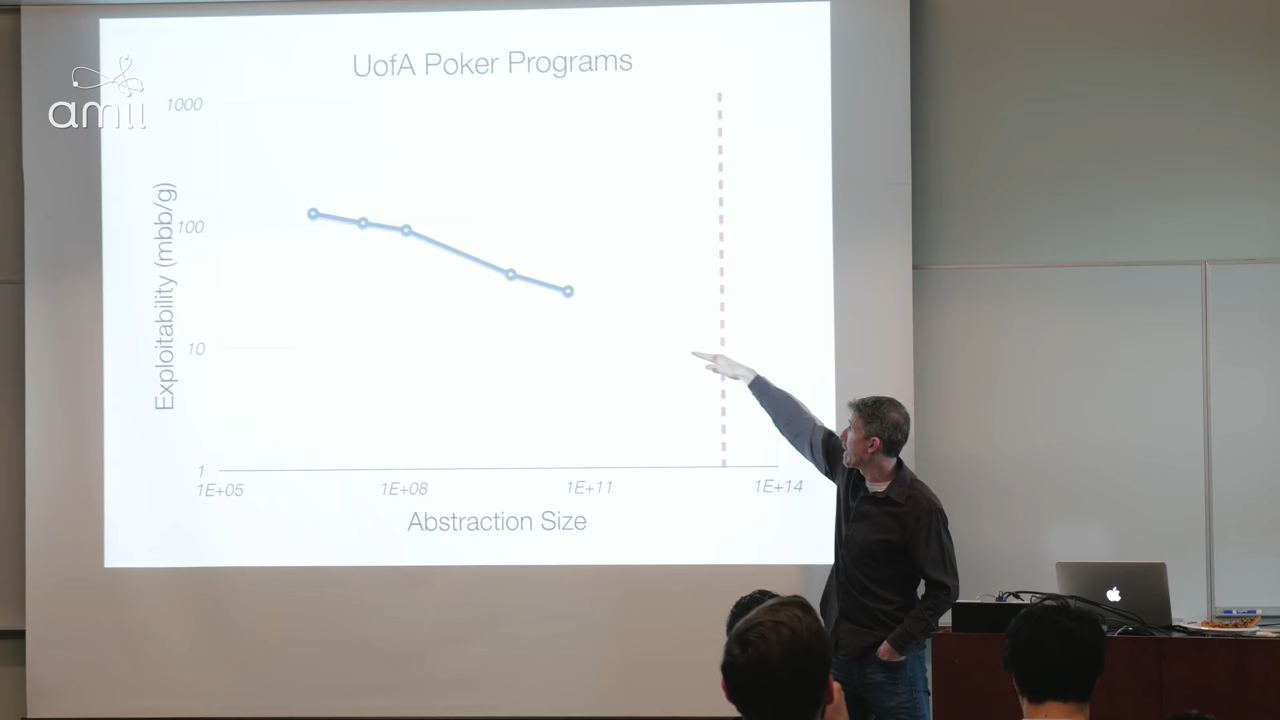 UofA Poker Programs
amii
1000
100
10
1
Exploitability (mbb/g)
1E+05
1E+08
1E+11
1E+14
Abstraction Size